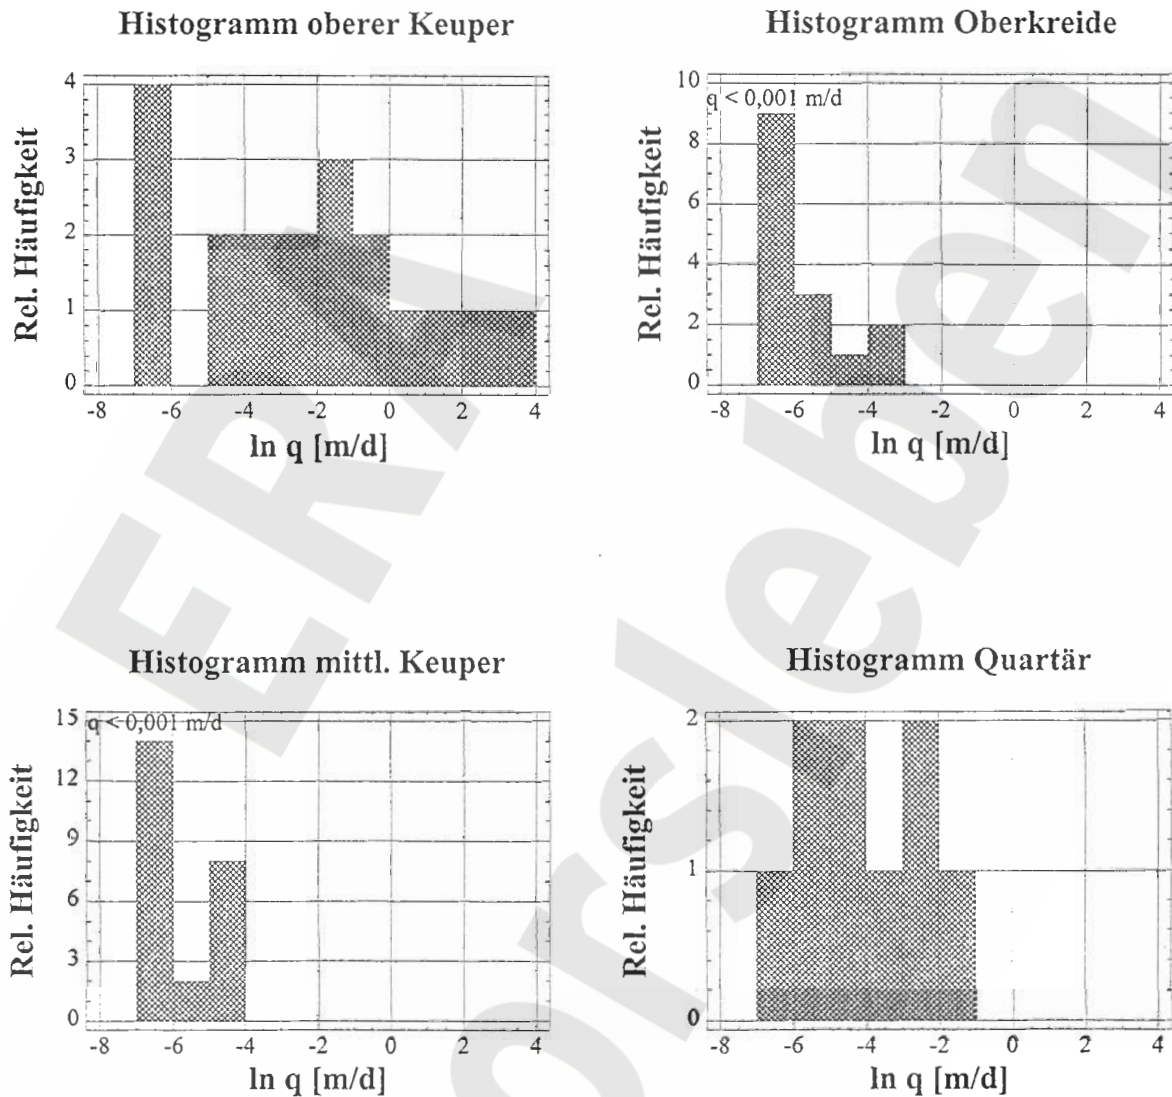 Histogramm oberer Keuper
4
3
2
1
0
Rel. Häufigkeit
-8 -6 -4 -2 0 2 4
ln q [m/d]
Histogramm Oberkreide
q < 0,001 m/d
10
8
6
4
2
0
Rel. Häufigkeit
-8 -6 -4 -2 0 2 4
ln q [m/d]
Histogramm mittl. Keuper
q < 0,001 m/d
15
12
9
6
3
0
Rel. Häufigkeit
-8 -6 -4 -2 0 2 4
ln q [m/d]
Histogramm Quartär
2
1
0
Rel. Häufigkeit
-8 -6 -4 -2 0 2 4
ln q [m/d]
ERA
orsleben